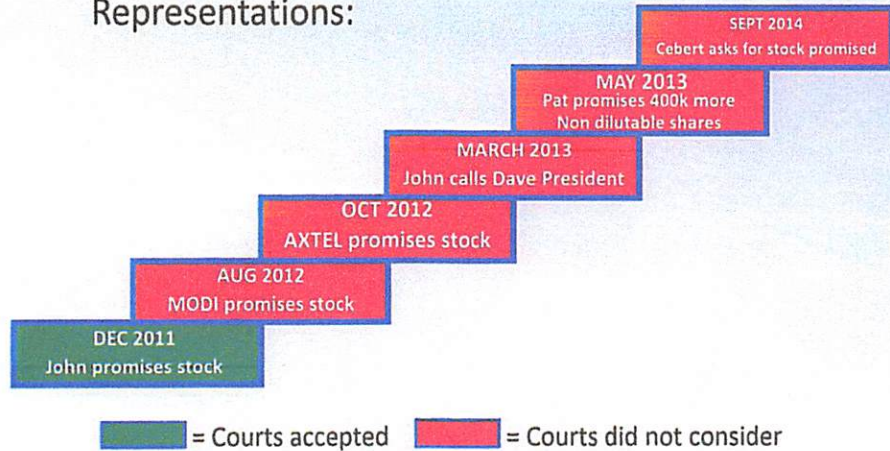 Representations:
SEPT 2014
Cebert asks for stock promised
MAY 2013
Pat promises 400k more
Non dilutable shares
MARCH 2013
John calls Dave President
OCT 2012
AXTEL promises stock
AUG 2012
MODI promises stock
DEC 2011
John promises stock
= Courts accepted
= Courts did not consider